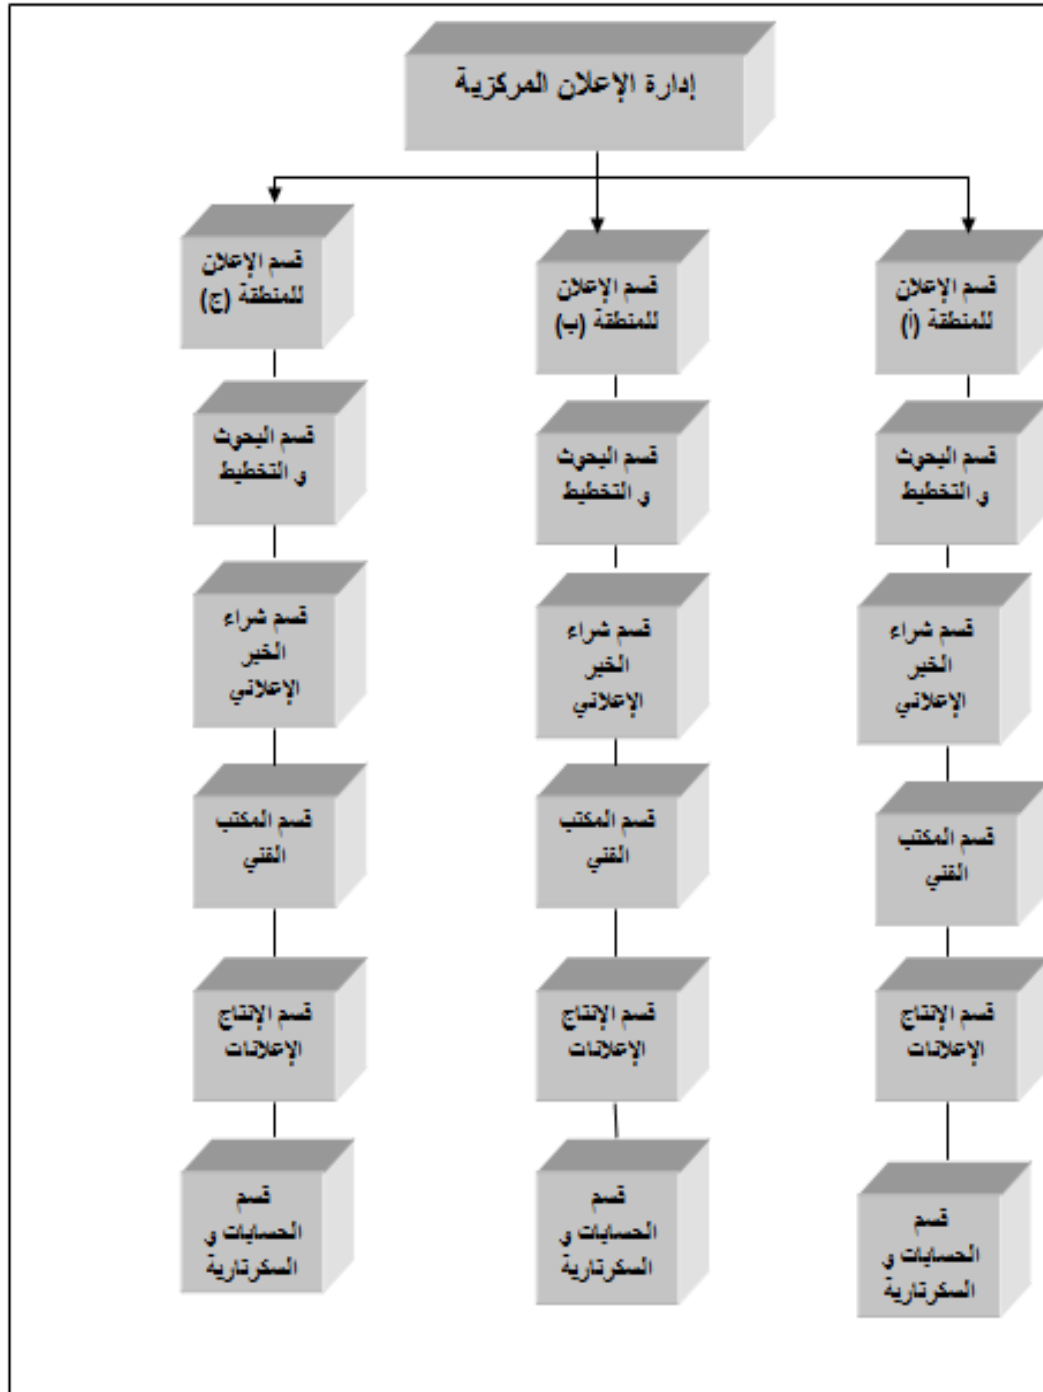 إدارة الإعلان المركزية
قسم الإعلان
للمنطقة (أ)
قسم الإعلان
للمنطقة (ب)
قسم الإعلان
للمنطقة (ج)
قسم البحوث
و التخطيط
قسم البحوث
و التخطيط
قسم البحوث
و التخطيط
قسم شراء
الخير
الإعلاني
قسم شراء
الخير
الإعلاني
قسم شراء
الخير
الإعلاني
قسم المكتب
الفني
قسم المكتب
الفني
قسم المكتب
الفني
قسم الإنتاج
الإعلانات
قسم الإنتاج
الإعلانات
قسم الإنتاج
الإعلانات
قسم
الحسابات و
السكرتارية
قسم
الحسابات و
السكرتارية
قسم
الحسابات و
السكرتارية